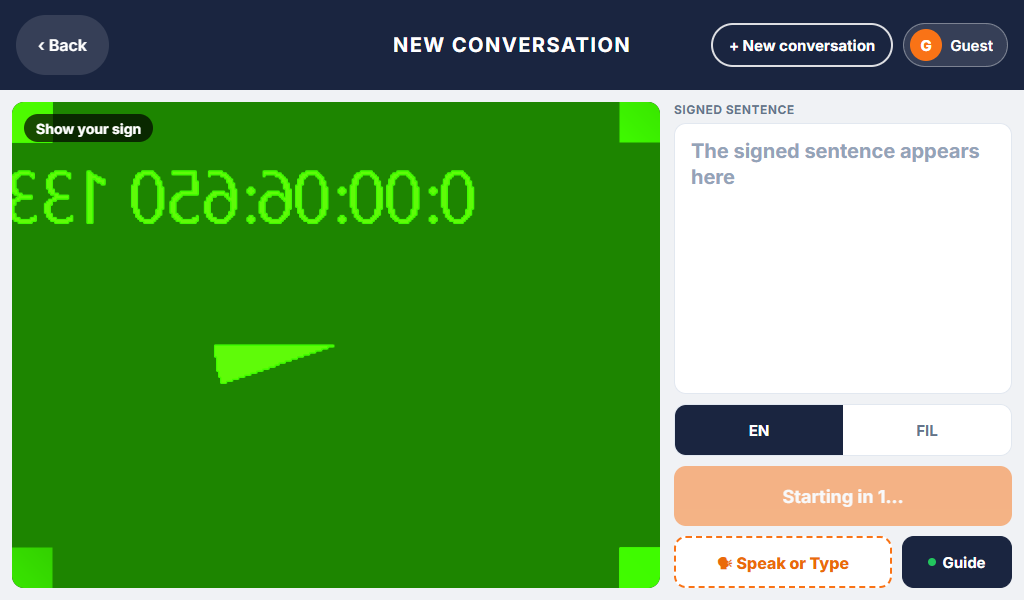 ‹ Back
NEW CONVERSATION
+ New conversation
G Guest
Show your sign
0:00:06:650 133
SIGNED SENTENCE
The signed sentence appears
here
EN
FIL
Starting in 1...
Speak or Type
Guide